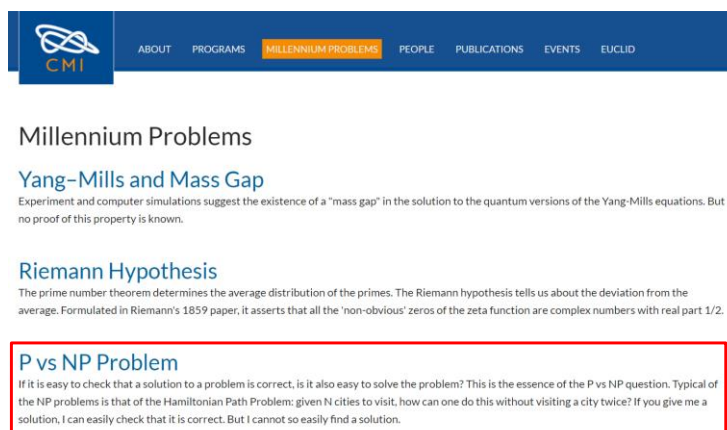 CMI
ABOUT PROGRAMS MILLENNIUM PROBLEMS PEOPLE PUBLICATIONS EVENTS EUCLID
Millennium Problems
Yang–Mills and Mass Gap
Experiment and computer simulations suggest the existence of a "mass gap" in the solution to the quantum versions of the Yang-Mills equations. But
no proof of this property is known.
Riemann Hypothesis
The prime number theorem determines the average distribution of the primes. The Riemann hypothesis tells us about the deviation from the
average. Formulated in Riemann's 1859 paper, it asserts that all the 'non-obvious' zeros of the zeta function are complex numbers with real part 1/2.
P vs NP Problem
If it is easy to check that a solution to a problem is correct, is it also easy to solve the problem? This is the essence of the P vs NP question. Typical of
the NP problems is that of the Hamiltonian Path Problem: given N cities to visit, how can one do this without visiting a city twice? If you give me a
solution, I can easily check that it is correct. But I cannot so easily find a solution.